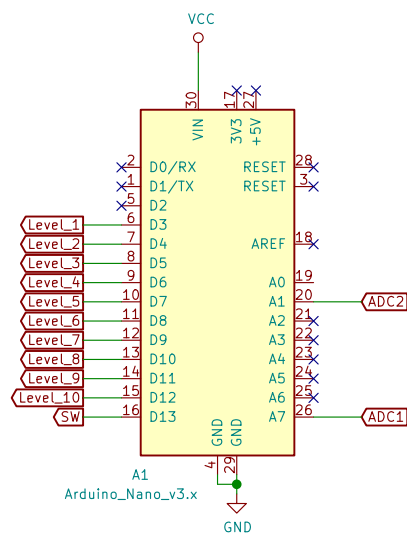 VCC
30 17 27
VIN 3V3 +5V
2 D0/RX RESET 28
1 D1/TX RESET 3
5 D2
Level_1 6 D3
Level_2 7 D4 AREF 18
Level_3 8 D5
Level_4 9 D6 A0 19
Level_5 10 D7 A1 20 ADC2
Level_6 11 D8 A2 21
Level_7 12 D9 A3 22
Level_8 13 D10 A4 23
Level_9 14 D11 A5 24
Level_10 15 D12 A6 25
SW 16 D13 A7 26 ADC1
GND GND
4 29
A1
Arduino_Nano_v3.x
GND